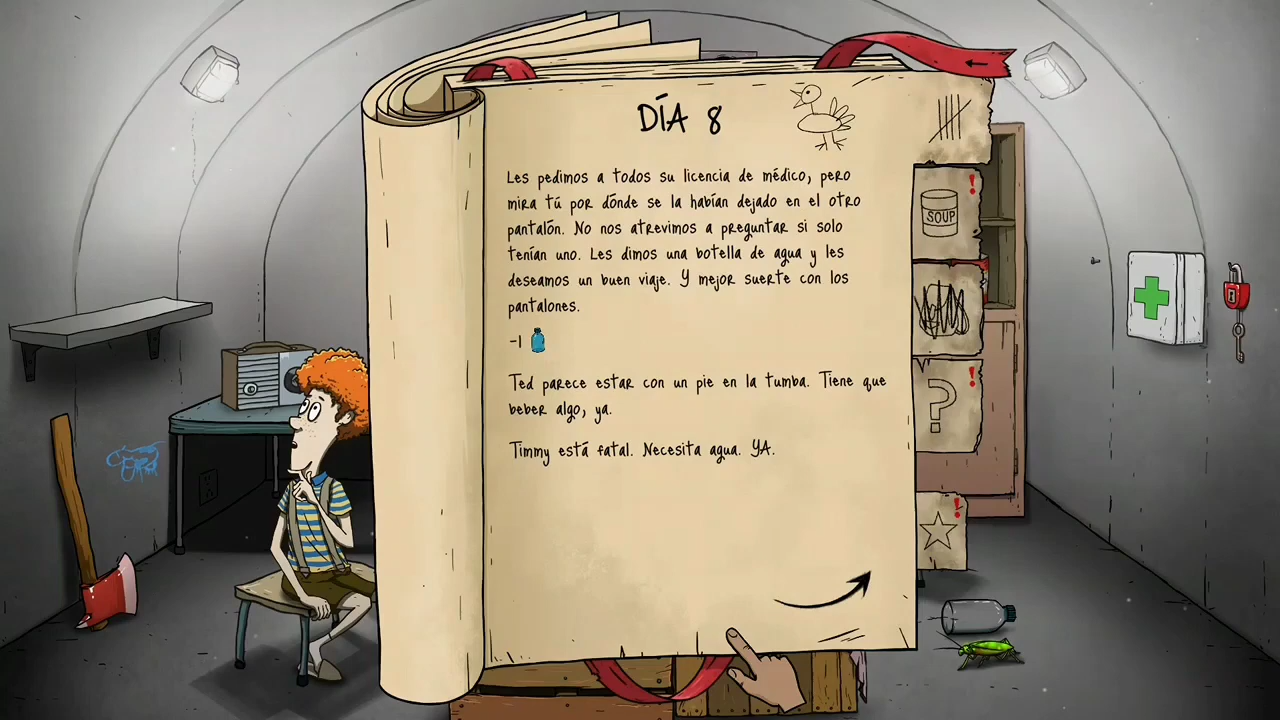 DÍA 8
Les pedimos a todos su licencia de médico, pero
mira tú por dónde se la habían dejado en el otro
pantalón. No nos atrevimos a preguntar si solo
tenían uno. Les dimos una botella de agua y les
deseamos un buen viaje. Y mejor suerte con los
pantalones.
-1
Ted parece estar con un pie en la tumba. Tiene que
beber algo, ya.
Timmy está fatal. Necesita agua. YA.
SOUP
!
?
!
!